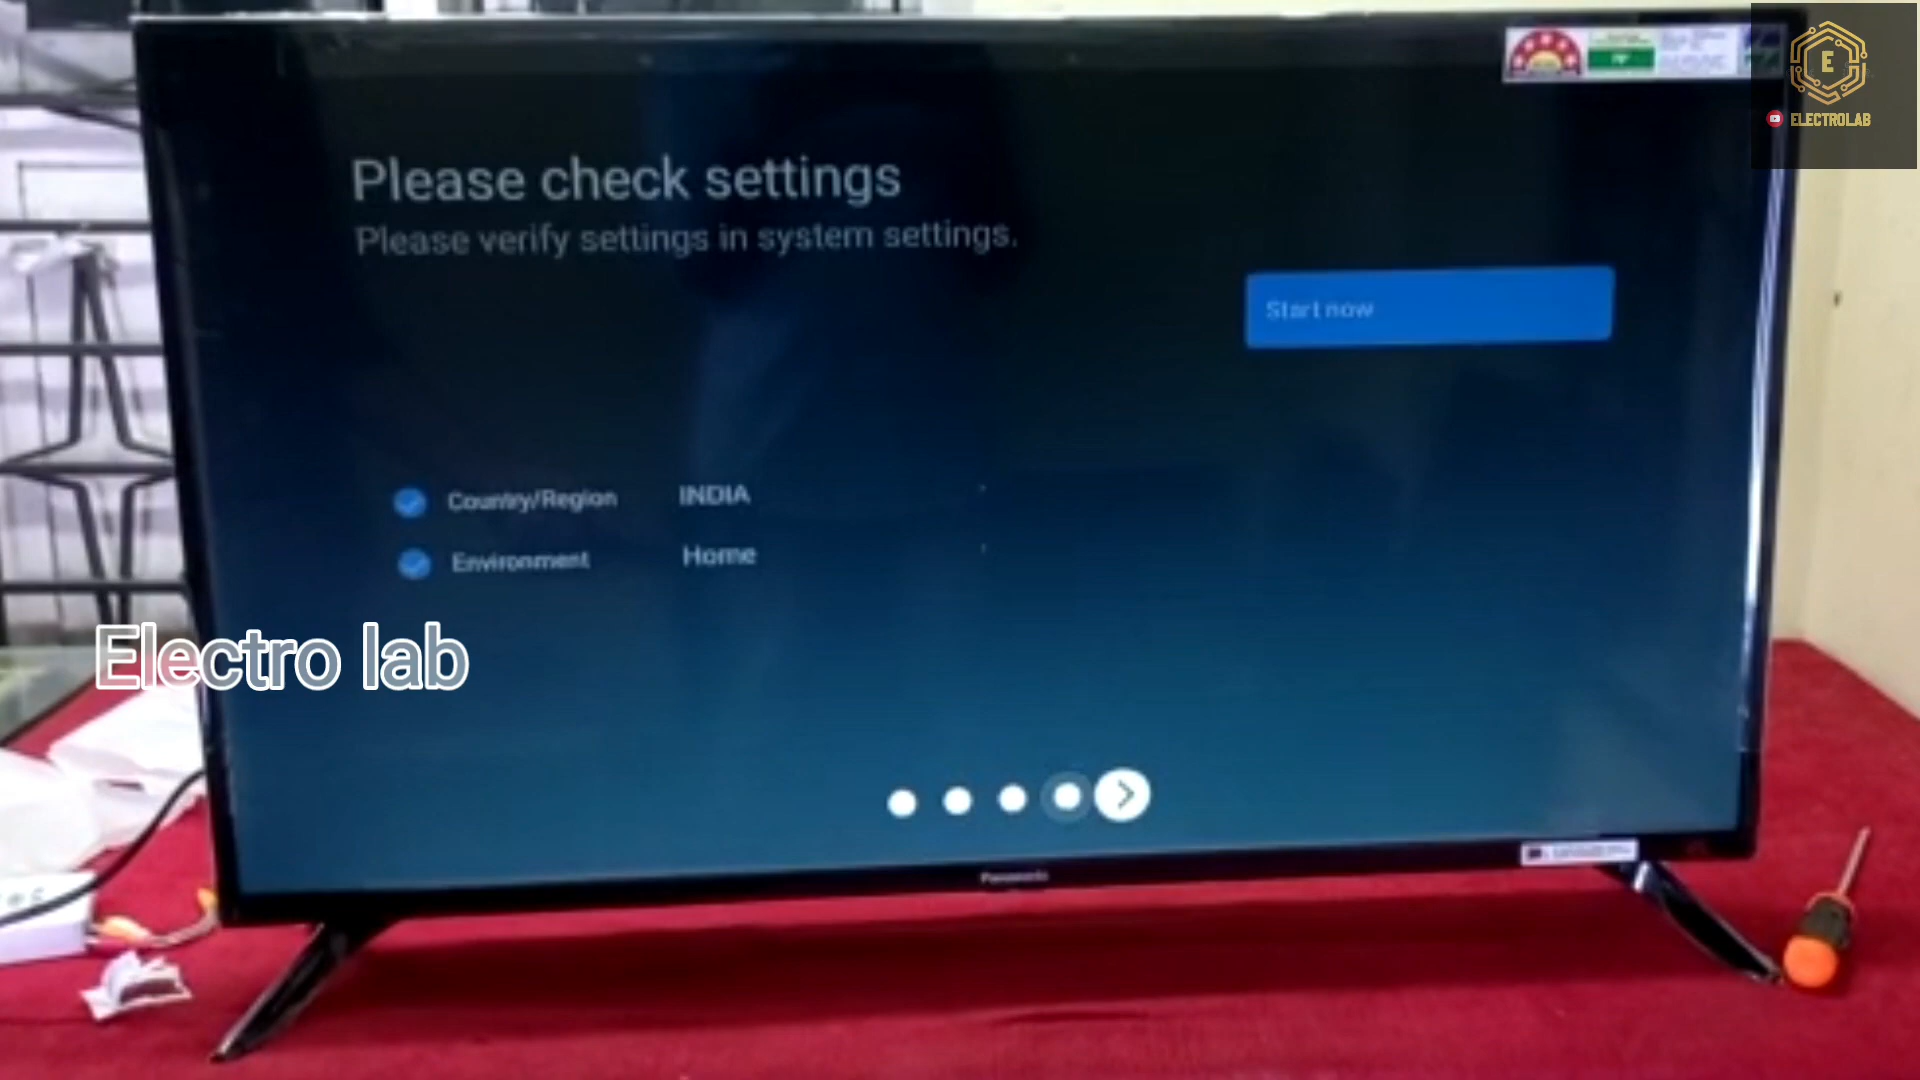 E
ELECTROLAB
Please check settings
Please verify settings in system settings.
Start now
Country/Region INDIA
Environment Home
Electro lab
Panasonic